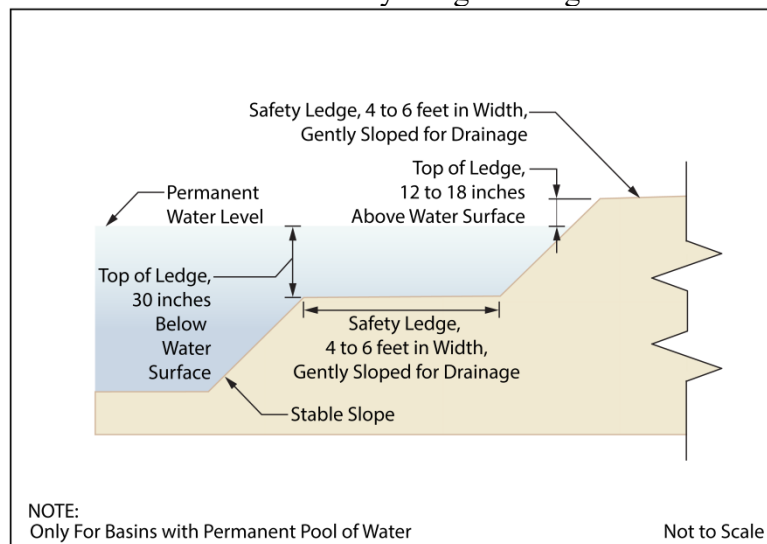 Safety Ledge, 4 to 6 feet in Width,
Gently Sloped for Drainage
Top of Ledge,
12 to 18 inches
Above Water Surface
Permanent
Water Level
Top of Ledge,
30 inches
Below
Water
Surface
Safety Ledge,
4 to 6 feet in Width,
Gently Sloped for Drainage
Stable Slope
NOTE:
Only For Basins with Permanent Pool of Water
Not to Scale